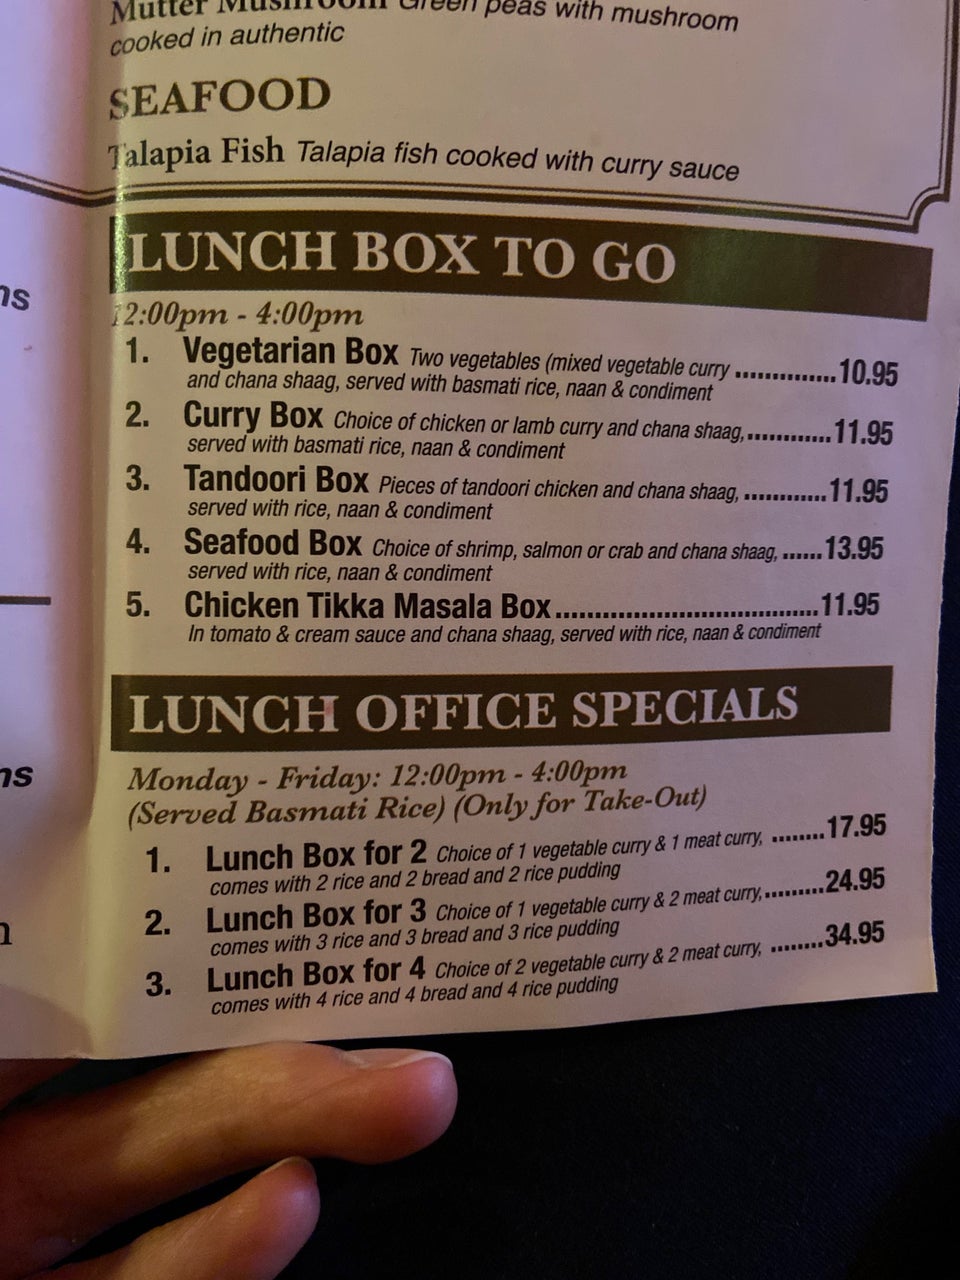 Mutter Mushroom Green peas with mushroom
cooked in authentic
SEAFOOD
Talapia Fish Talapia fish cooked with curry sauce
LUNCH BOX TO GO
12:00pm - 4:00pm
1. Vegetarian Box Two vegetables (mixed vegetable curry ..............10.95
and chana shaag, served with basmati rice, naan & condiment
2. Curry Box Choice of chicken or lamb curry and chana shaag,............11.95
served with basmati rice, naan & condiment
3. Tandoori Box Pieces of tandoori chicken and chana shaag, ............11.95
served with rice, naan & condiment
4. Seafood Box Choice of shrimp, salmon or crab and chana shaag, ......13.95
served with rice, naan & condiment
5. Chicken Tikka Masala Box.......................................11.95
In tomato & cream sauce and chana shaag, served with rice, naan & condiment
LUNCH OFFICE SPECIALS
Monday - Friday: 12:00pm - 4:00pm
(Served Basmati Rice) (Only for Take-Out)
1. Lunch Box for 2 Choice of 1 vegetable curry & 1 meat curry, ........17.95
comes with 2 rice and 2 bread and 2 rice pudding
2. Lunch Box for 3 Choice of 1 vegetable curry & 2 meat curry,.........24.95
comes with 3 rice and 3 bread and 3 rice pudding
3. Lunch Box for 4 Choice of 2 vegetable curry & 2 meat curry, ........34.95
comes with 4 rice and 4 bread and 4 rice pudding